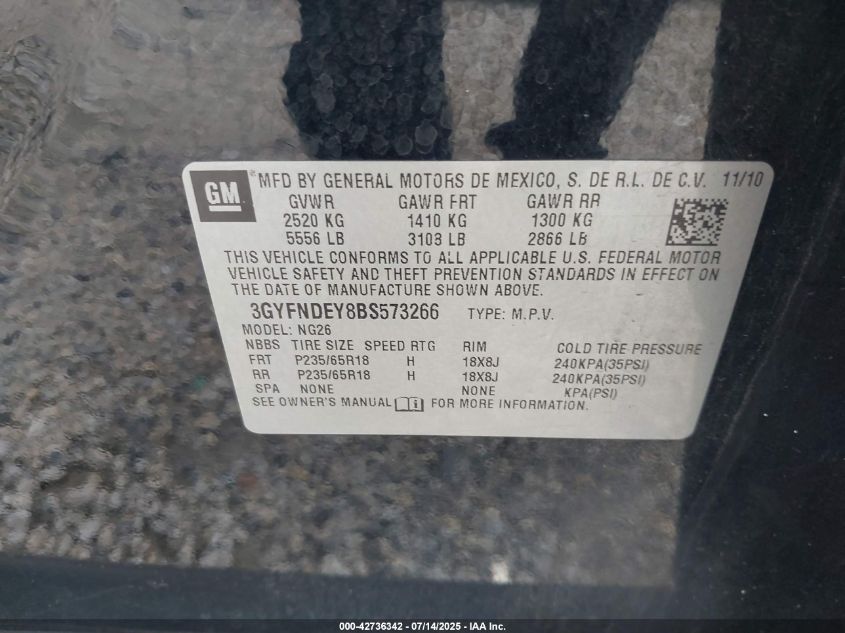 GM ® MFD BY GENERAL MOTORS DE MEXICO, S. DE R.L. DE C.V. 11/10
GVWR GAWR FRT GAWR RR
2520 KG 1410 KG 1300 KG
5556 LB 3108 LB 2866 LB
THIS VEHICLE CONFORMS TO ALL APPLICABLE U.S. FEDERAL MOTOR
VEHICLE SAFETY AND THEFT PREVENTION STANDARDS IN EFFECT ON
THE DATE OF MANUFACTURE SHOWN ABOVE.
3GYFNDEY8BS573266 TYPE: M.P.V.
MODEL: NG26
NBBS TIRE SIZE SPEED RTG RIM COLD TIRE PRESSURE
FRT P235/65R18 H 18X8J 240KPA(35PSI)
RR P235/65R18 H 18X8J 240KPA(35PSI)
SPA NONE NONE KPA(PSI)
SEE OWNER'S MANUAL FOR MORE INFORMATION.
000-42736342 / 07/14/2025 - IAA Inc.